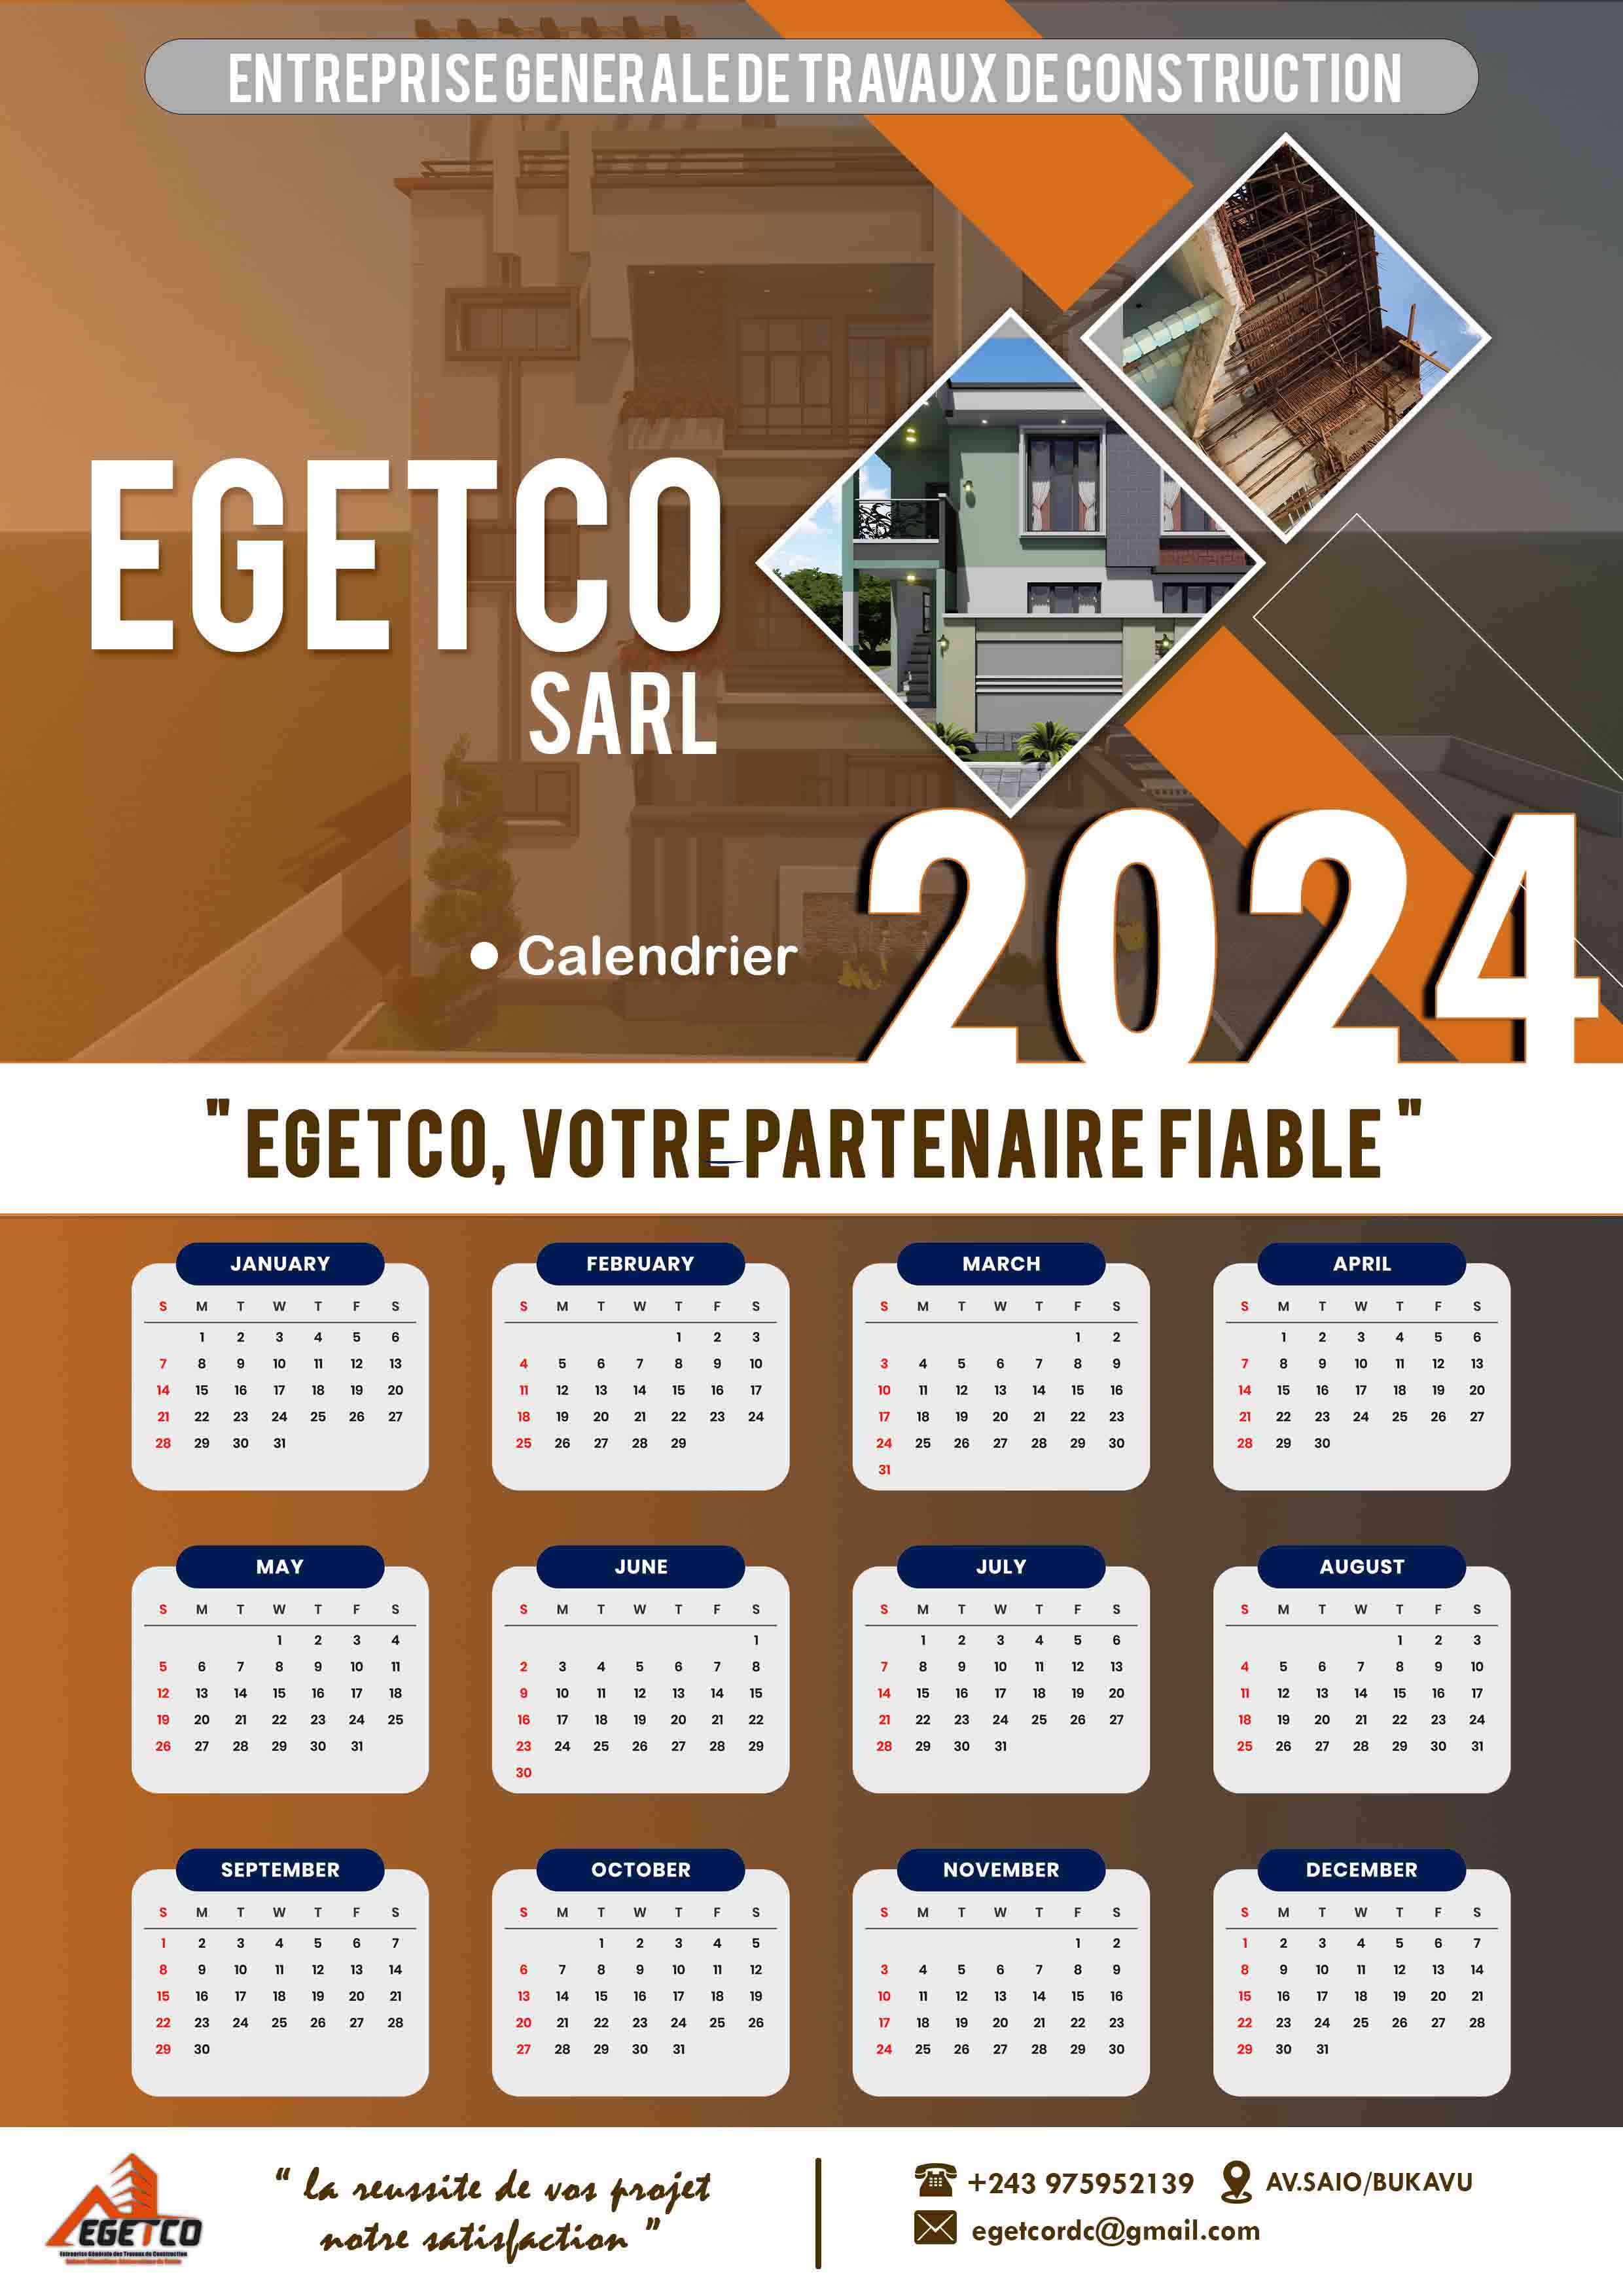 ENTREPRISE GENERALE DE TRAVAUX DE CONSTRUCTION
EGETCO
SARL
• Calendrier
2024
" EGETCO, VOTRE PARTENAIRE FIABLE "
JANUARY
S M T W T F S
1 2 3 4 5 6
7 8 9 10 11 12 13
14 15 16 17 18 19 20
21 22 23 24 25 26 27
28 29 30 31
FEBRUARY
S M T W T F S
1 2 3
4 5 6 7 8 9 10
11 12 13 14 15 16 17
18 19 20 21 22 23 24
25 26 27 28 29
MARCH
S M T W T F S
1 2
3 4 5 6 7 8 9
10 11 12 13 14 15 16
17 18 19 20 21 22 23
24 25 26 27 28 29 30
31
APRIL
S M T W T F S
1 2 3 4 5 6
7 8 9 10 11 12 13
14 15 16 17 18 19 20
21 22 23 24 25 26 27
28 29 30
MAY
S M T W T F S
1 2 3 4
5 6 7 8 9 10 11
12 13 14 15 16 17 18
19 20 21 22 23 24 25
26 27 28 29 30 31
JUNE
S M T W T F S
1
2 3 4 5 6 7 8
9 10 11 12 13 14 15
16 17 18 19 20 21 22
23 24 25 26 27 28 29
30
JULY
S M T W T F S
1 2 3 4 5 6
7 8 9 10 11 12 13
14 15 16 17 18 19 20
21 22 23 24 25 26 27
28 29 30 31
AUGUST
S M T W T F S
1 2 3
4 5 6 7 8 9 10
11 12 13 14 15 16 17
18 19 20 21 22 23 24
25 26 27 28 29 30 31
SEPTEMBER
S M T W T F S
1 2 3 4 5 6 7
8 9 10 11 12 13 14
15 16 17 18 19 20 21
22 23 24 25 26 27 28
29 30
OCTOBER
S M T W T F S
1 2 3 4 5
6 7 8 9 10 11 12
13 14 15 16 17 18 19
20 21 22 23 24 25 26
27 28 29 30 31
NOVEMBER
S M T W T F S
1 2
3 4 5 6 7 8 9
10 11 12 13 14 15 16
17 18 19 20 21 22 23
24 25 26 27 28 29 30
DECEMBER
S M T W T F S
1 2 3 4 5 6 7
8 9 10 11 12 13 14
15 16 17 18 19 20 21
22 23 24 25 26 27 28
29 30 31
EGETCO
Entreprise Générale des Travaux de Construction
“ la reussite de vos projet
notre satisfaction ”
+243 975952139
AV.SAIO/BUKAVU
egetcordc@gmail.com